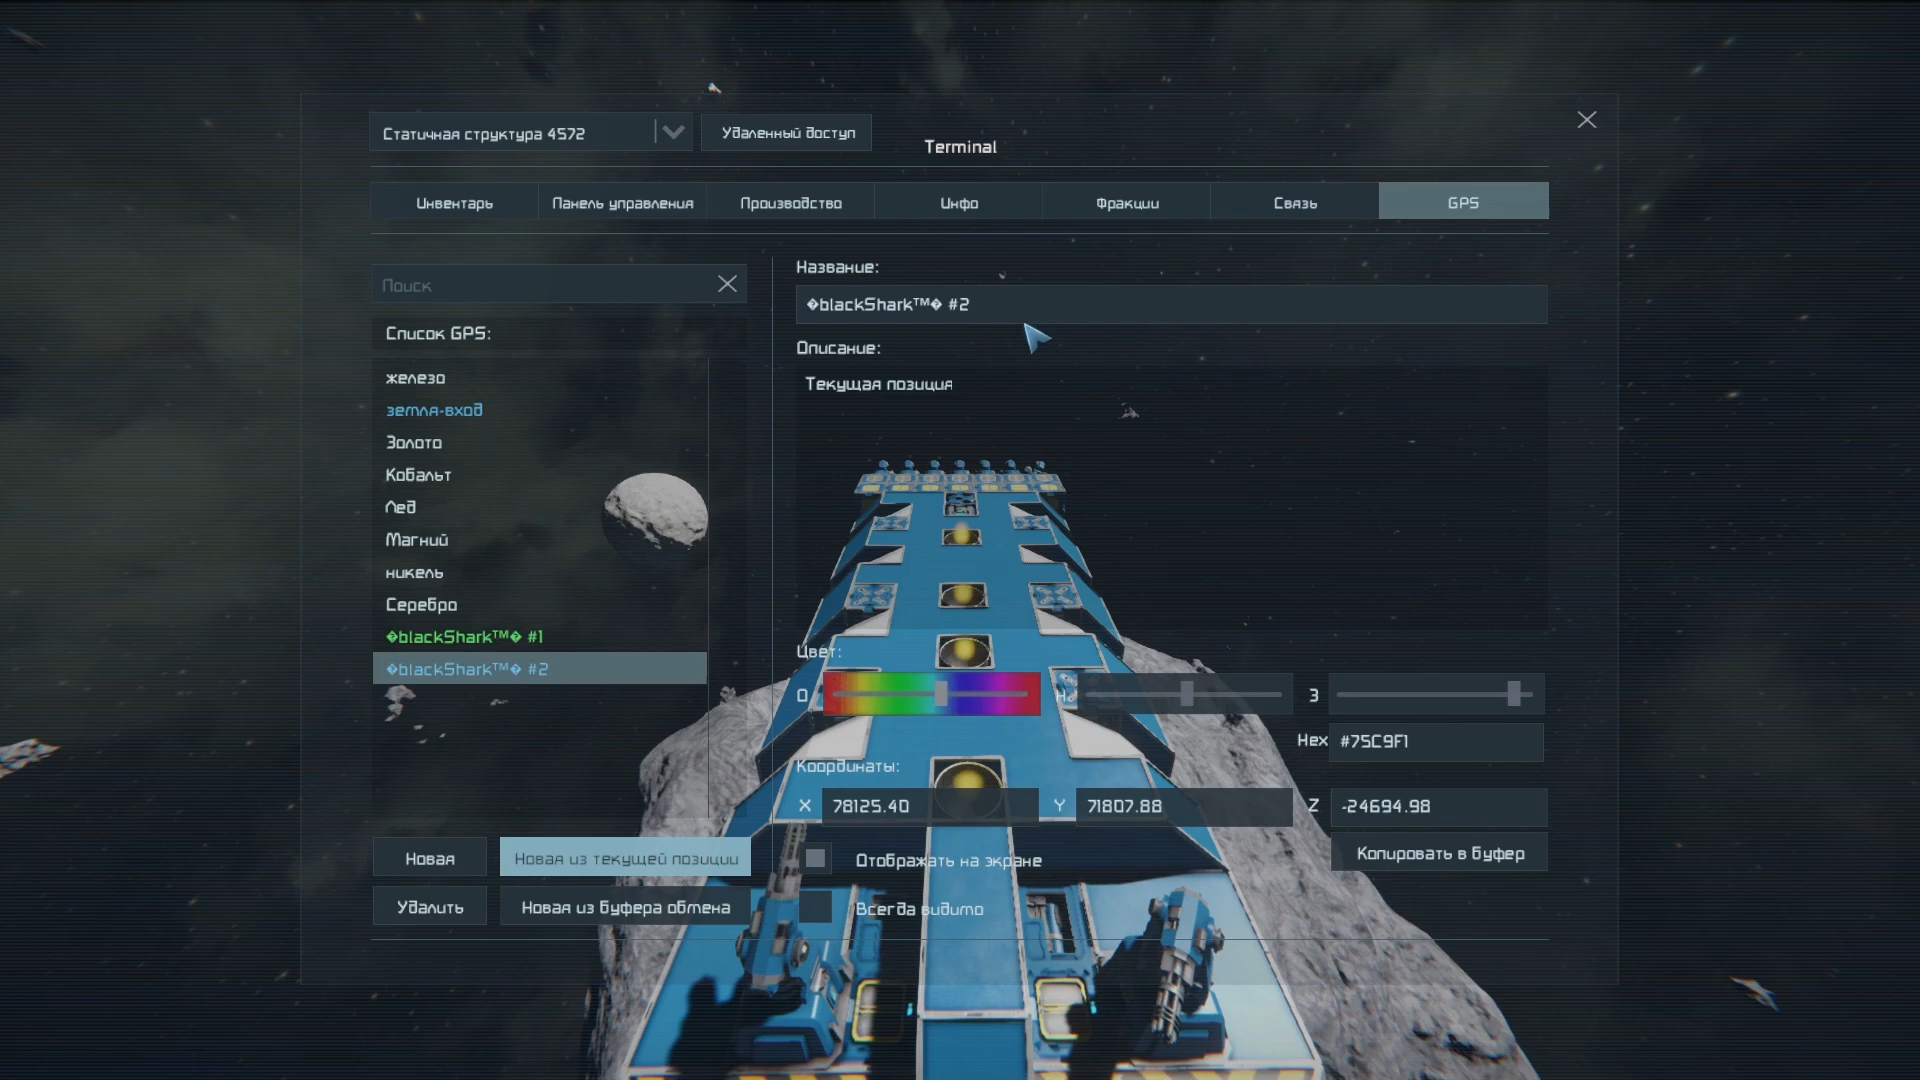 Статичная структура 4572
Удаленный доступ
Terminal
Инвентарь
Панель управления
Производство
Инфо
Фракции
Связь
GPS
Поиск
Список GPS:
железо
земля-вход
Золото
Кобальт
Лед
Магний
никель
Серебро
�blackShark™� #1
�blackShark™� #2
Новая
Новая из текущей позиции
Удалить
Новая из буфера обмена
Название:
�blackShark™� #2
Описание:
Текущая позиция
Цвет:
О
Н
З
Hex #75C9F1
Координаты:
X 78125.40 Y 71807.88 Z -24694.98
Отображать на экране
Копировать в буфер
Всегда видимо